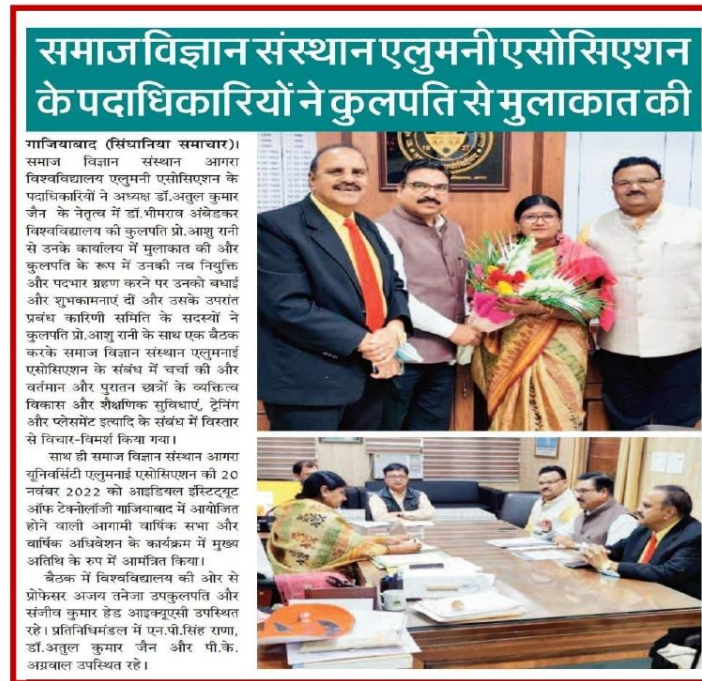 समाज विज्ञान संस्थान एलुमनी एसोसिएशन
के पदाधिकारियों ने कुलपति से मुलाकात की
गाजियाबाद (सिंघानिया समाचार)।
समाज विज्ञान संस्थान आगरा
विश्वविद्यालय एलुमनी एसोसिएशन के
पदाधिकारियों ने अध्यक्ष डॉ.अतुल कुमार
जैन के नेतृत्व में डॉ.भीमराव अंबेडकर
विश्वविद्यालय की कुलपति प्रो.आशु रानी
से उनके कार्यालय में मुलाकात की और
कुलपति के रूप में उनकी नव नियुक्ति
और पदभार ग्रहण करने पर उनको बधाई
और शुभकामनाएं दीं और उसके उपरांत
प्रबंध कारिणी समिति के सदस्यों ने
कुलपति प्रो.आशु रानी के साथ एक बैठक
करके समाज विज्ञान संस्थान एलुमनाई
एसोसिएशन के संबंध में चर्चा की और
वर्तमान और पुरातन छात्रों के व्यक्तित्व
विकास और शैक्षणिक सुविधाएं, ट्रेनिंग
और प्लेसमेंट इत्यादि के संबंध में विस्तार
से विचार-विमर्श किया गया।
साथ ही समाज विज्ञान संस्थान आगरा
यूनिवर्सिटी एलुमनाई एसोसिएशन की 20
नवंबर 2022 को आइडियल इंस्टिट्यूट
ऑफ टेक्नोलॉजी गाजियाबाद में आयोजित
होने वाली आगामी वार्षिक सभा और
वार्षिक अधिवेशन के कार्यक्रम में मुख्य
अतिथि के रुप में आमंत्रित किया।
बैठक में विश्वविद्यालय की ओर से
प्रोफेसर अजय तनेजा उपकुलपति और
संजीव कुमार हेड आइक्यूएसी उपस्थित
रहे। प्रतिनिधिमंडल में एन.पी.सिंह राणा,
डॉ.अतुल कुमार जैन और पी.के.
अग्रवाल उपस्थित रहे।